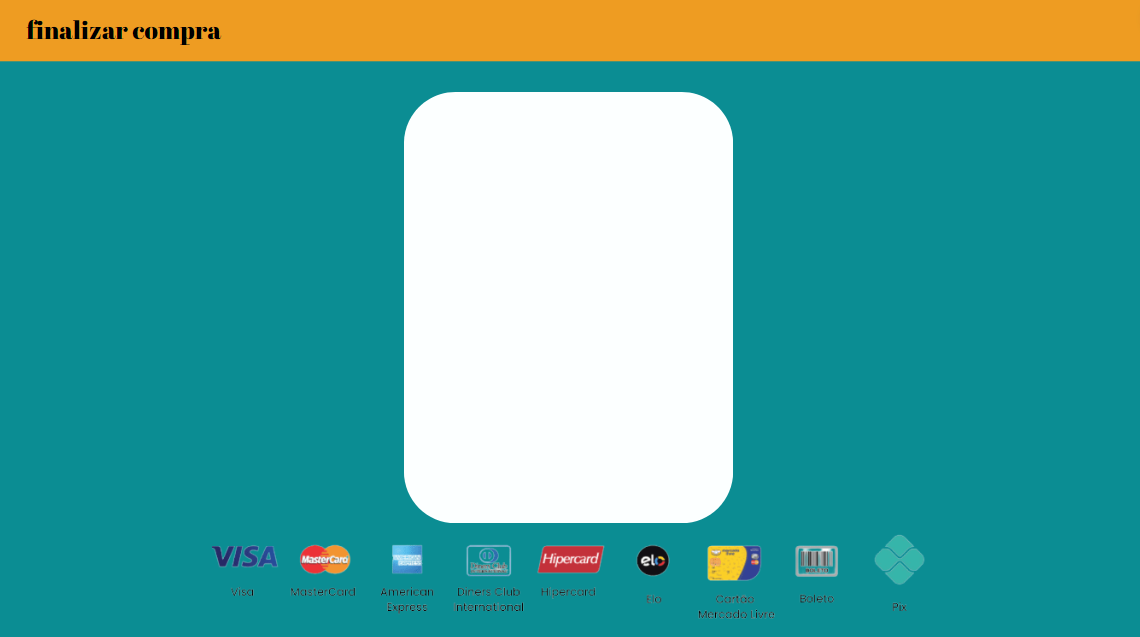 finalizar compra
VISA
MasterCard
Hipercard
elo
Visa
MasterCard
American
Express
Diners Club
International
Hipercard
Elo
Cartão
Mercado Livre
Boleto
Pix